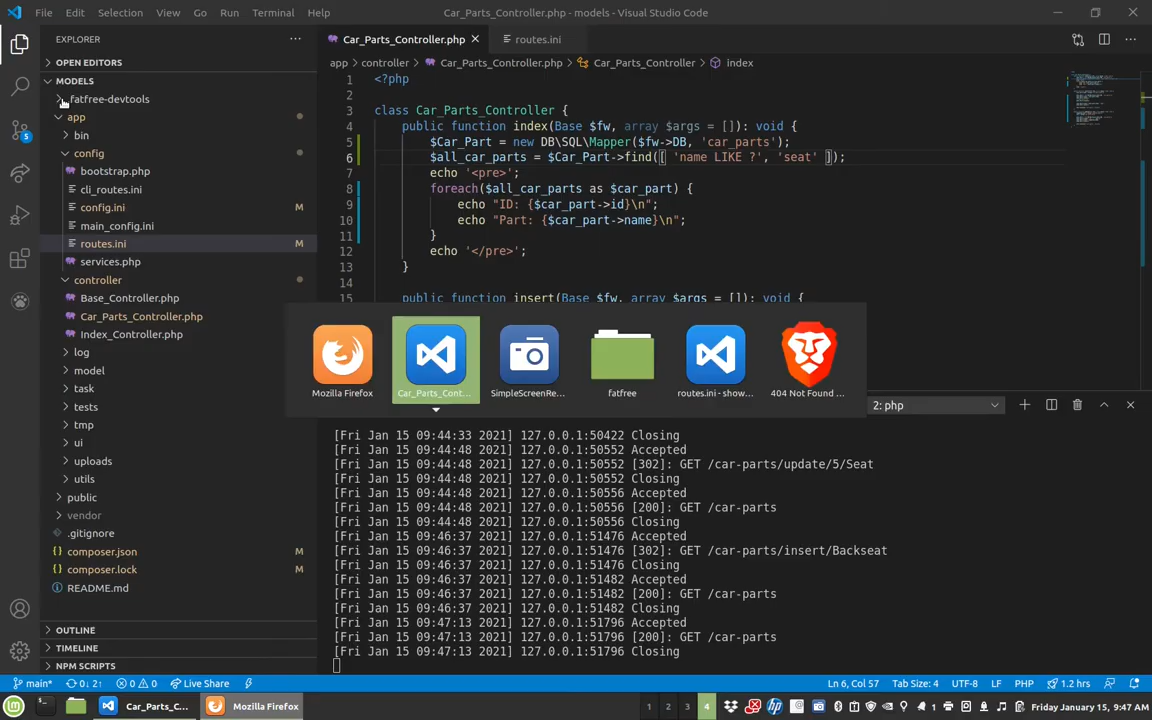 File Edit Selection View Go Run Terminal Help Car_Parts_Controller.php - models - Visual Studio Code
EXPLORER
OPEN EDITORS
MODELS
fatfree-devtools
app
bin
config
bootstrap.php
cli_routes.ini
config.ini M
main_config.ini
routes.ini M
services.php
controller
Base_Controller.php
Car_Parts_Controller.php
Index_Controller.php
log
model
task
tests
tmp
ui
uploads
utils
public
vendor
.gitignore
composer.json M
composer.lock M
README.md
OUTLINE
TIMELINE
NPM SCRIPTS
5
Car_Parts_Controller.php routes.ini
app > controller > Car_Parts_Controller.php > Car_Parts_Controller > index
1 <?php
2
3 class Car_Parts_Controller {
4 public function index(Base $fw, array $args = []): void {
5 $Car_Part = new DB\SQL\Mapper($fw->DB, 'car_parts');
6 $all_car_parts = $Car_Part->find([ 'name LIKE ?', 'seat' ]);
7 echo '<pre>';
8 foreach($all_car_parts as $car_part) {
9 echo "ID: {$car_part->id}\n";
10 echo "Part: {$car_part->name}\n";
11 }
12 echo '</pre>';
13 }
14
15 public function insert(Base $fw, array $args = []): void {
Mozilla Firefox Car_Parts_Cont... SimpleScreenRe... fatfree routes.ini - show... 404 Not Found ...
2: php
[Fri Jan 15 09:44:33 2021] 127.0.0.1:50422 Closing
[Fri Jan 15 09:44:48 2021] 127.0.0.1:50552 Accepted
[Fri Jan 15 09:44:48 2021] 127.0.0.1:50552 [302]: GET /car-parts/update/5/Seat
[Fri Jan 15 09:44:48 2021] 127.0.0.1:50552 Closing
[Fri Jan 15 09:44:48 2021] 127.0.0.1:50556 Accepted
[Fri Jan 15 09:44:48 2021] 127.0.0.1:50556 [200]: GET /car-parts
[Fri Jan 15 09:44:48 2021] 127.0.0.1:50556 Closing
[Fri Jan 15 09:46:37 2021] 127.0.0.1:51476 Accepted
[Fri Jan 15 09:46:37 2021] 127.0.0.1:51476 [302]: GET /car-parts/insert/Backseat
[Fri Jan 15 09:46:37 2021] 127.0.0.1:51476 Closing
[Fri Jan 15 09:46:37 2021] 127.0.0.1:51482 Accepted
[Fri Jan 15 09:46:37 2021] 127.0.0.1:51482 [200]: GET /car-parts
[Fri Jan 15 09:46:37 2021] 127.0.0.1:51482 Closing
[Fri Jan 15 09:47:13 2021] 127.0.0.1:51796 Accepted
[Fri Jan 15 09:47:13 2021] 127.0.0.1:51796 [200]: GET /car-parts
[Fri Jan 15 09:47:13 2021] 127.0.0.1:51796 Closing
main* 0↓ 2↑ 0 0 Live Share Ln 6, Col 57 Tab Size: 4 UTF-8 LF PHP 1.2 hrs
Car_Parts_C... Mozilla Firefox 1 2 3 4 1 Friday January 15, 9:47 AM